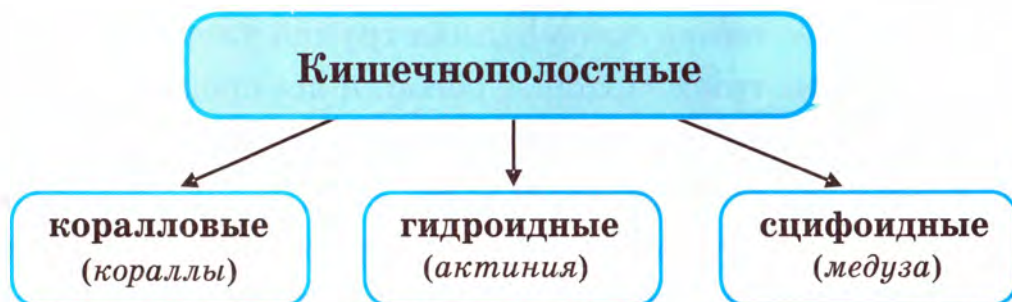 Кишечнополостные
коралловые
(кораллы)
гидроидные
(актиния)
сцифоидные
(медуза)